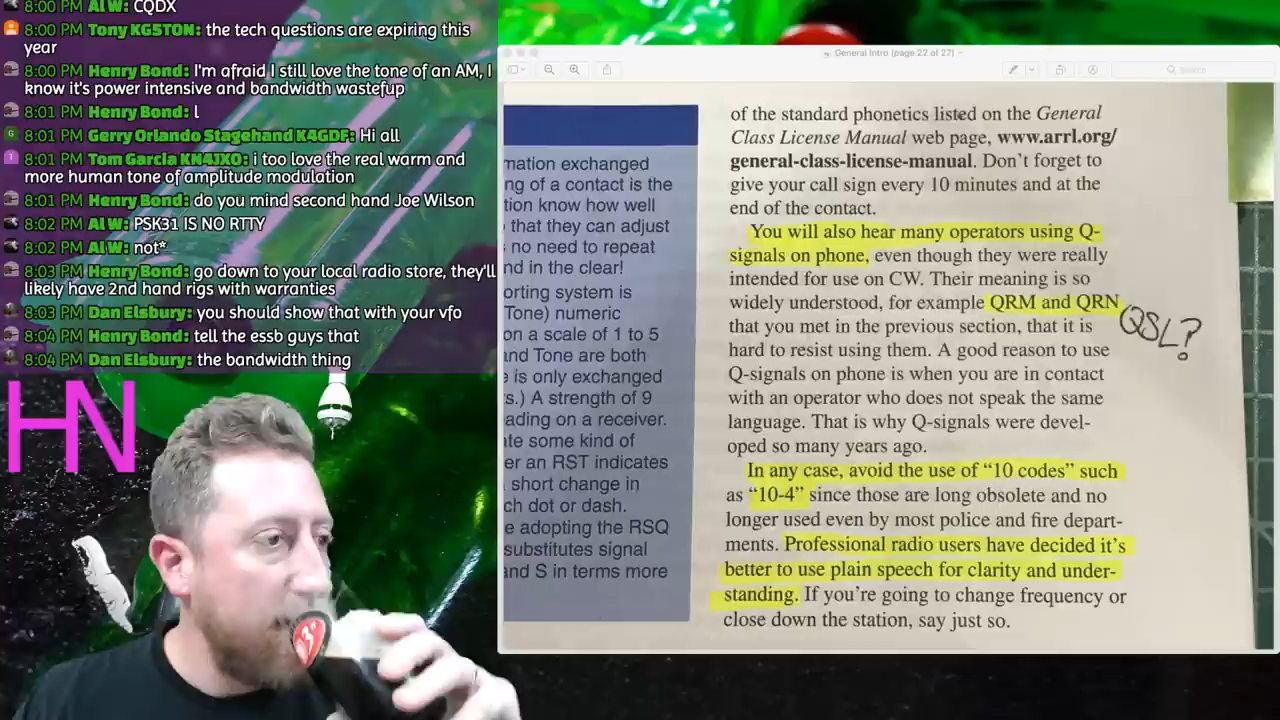 8:00 PM Al W: CQDX
8:00 PM Tony KG5TON: the tech questions are expiring this
year
8:00 PM Henry Bond: I'm afraid I still love the tone of an AM, I
know it's power intensive and bandwidth wastefup
8:01 PM Henry Bond: l
8:01 PM Gerry Orlando Stagehand K4GDF: Hi all
8:01 PM Tom Garcia KN4JXO: i too love the real warm and
more human tone of amplitude modulation
8:01 PM Henry Bond: do you mind second hand Joe Wilson
8:02 PM Al W: PSK31 IS NO RTTY
8:02 PM Al W: not*
8:03 PM Henry Bond: go down to your local radio store, they'll
likely have 2nd hand rigs with warranties
8:03 PM Dan Elsbury: you should show that with your vfo
8:04 PM Henry Bond: tell the essb guys that
8:04 PM Dan Elsbury: the bandwidth thing
HN
General Intro (page 22 of 27)
Search
mation exchanged
ng of a contact is the
tion know how well
that they can adjust
no need to repeat
nd in the clear!
orting system is
Tone) numeric
on a scale of 1 to 5
and Tone are both
e is only exchanged
s.) A strength of 9
ading on a receiver.
ate some kind of
er an RST indicates
short change in
ch dot or dash.
e adopting the RSQ
substitutes signal
and S in terms more
of the standard phonetics listed on the General
Class License Manual web page, www.arrl.org/
general-class-license-manual. Don't forget to
give your call sign every 10 minutes and at the
end of the contact.
You will also hear many operators using Q-
signals on phone, even though they were really
intended for use on CW. Their meaning is so
widely understood, for example QRM and QRN
that you met in the previous section, that it is
hard to resist using them. A good reason to use
Q-signals on phone is when you are in contact
with an operator who does not speak the same
language. That is why Q-signals were devel-
oped so many years ago.
In any case, avoid the use of “10 codes” such
as “10-4” since those are long obsolete and no
longer used even by most police and fire depart-
ments. Professional radio users have decided it's
better to use plain speech for clarity and under-
standing. If you're going to change frequency or
close down the station, say just so.
QSL?